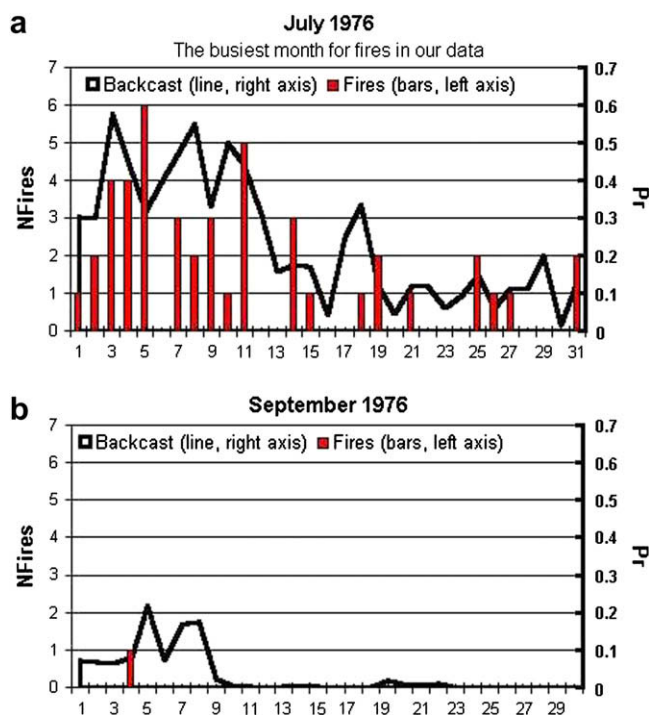 a
July 1976
The busiest month for fires in our data
Backcast (line, right axis) Fires (bars, left axis)
NFires
7
6
5
4
3
2
1
0
0.7
0.6
0.5
0.4
0.3
0.2
0.1
0
Pr
1 3 5 7 9 11 13 15 17 19 21 23 25 27 29 31
b
September 1976
Backcast (line, right axis) Fires (bars, left axis)
NFires
7
6
5
4
3
2
1
0
0.7
0.6
0.5
0.4
0.3
0.2
0.1
0
Pr
1 3 5 7 9 11 13 15 17 19 21 23 25 27 29